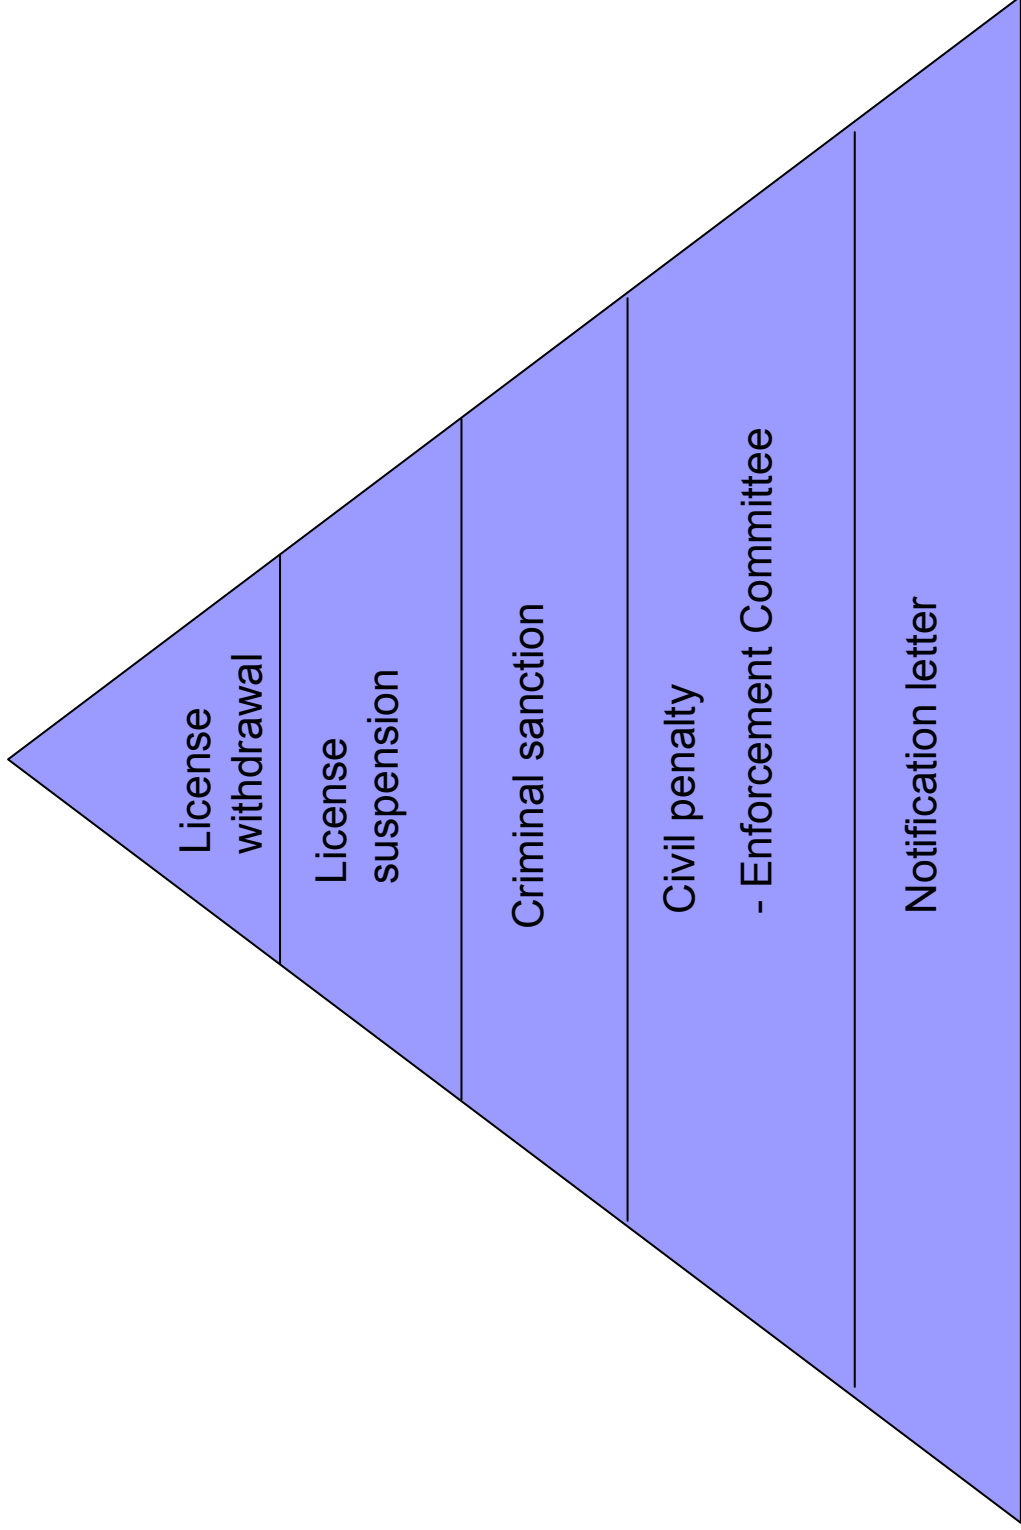 License
withdrawal
License
suspension
Criminal sanction
Civil penalty
- Enforcement Committee
Notification letter